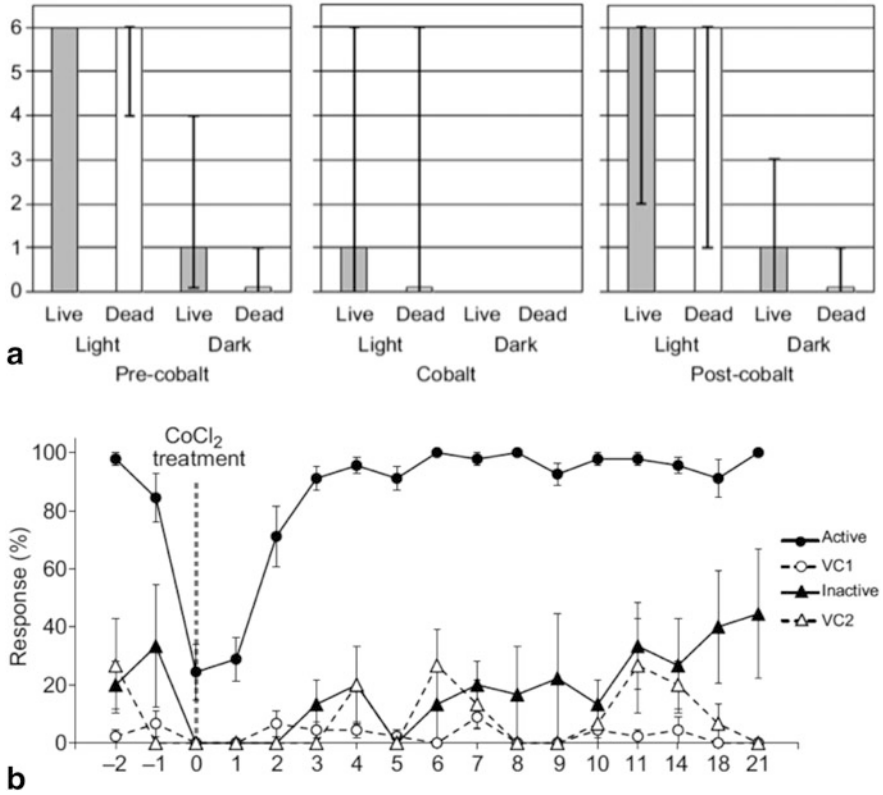 6
5
4
3
2
1
0
Live Dead Live Dead Live Dead Live Dead Live Dead Live Dead
Light Dark Light Dark Light Dark
a
Pre-cobalt Cobalt Post-cobalt
CoCl2
treatment
100
80
60
40
20
0
Response (%)
Active
VC1
Inactive
VC2
–2 –1 0 1 2 3 4 5 6 7 8 9 10 11 14 18 21
b